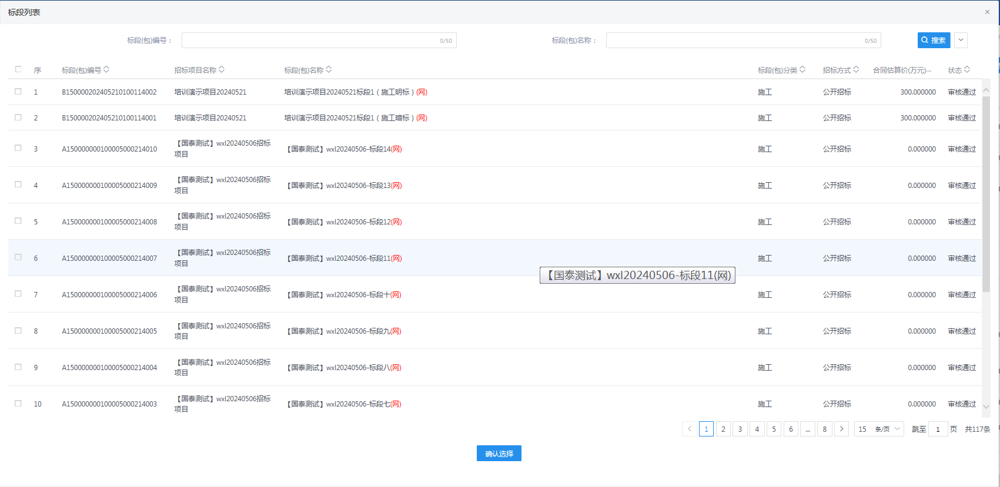 标段列表
标段(包)编号： 0/50 标段(包)名称： 0/50 搜索
序 标段(包)编号 招标项目名称 标段(包)名称 标段(包)分类 招标方式 合同估算价(万元)... 状态
1 B150000202405210100114002 培训演示项目20240521 培训演示项目20240521标段1（施工明标）(网) 施工 公开招标 300.000000 审核通过
2 B150000202405210100114001 培训演示项目20240521 培训演示项目20240521标段1（施工暗标）(网) 施工 公开招标 300.000000 审核通过
3 A150000000100005000214010 【国泰测试】wxl20240506招标项目 【国泰测试】wxl20240506-标段14(网) 施工 公开招标 0.000000 审核通过
4 A150000000100005000214009 【国泰测试】wxl20240506招标项目 【国泰测试】wxl20240506-标段13(网) 施工 公开招标 0.000000 审核通过
5 A150000000100005000214008 【国泰测试】wxl20240506招标项目 【国泰测试】wxl20240506-标段12(网) 施工 公开招标 0.000000 审核通过
6 A150000000100005000214007 【国泰测试】wxl20240506招标项目 【国泰测试】wxl20240506-标段11(网) 施工 公开招标 0.000000 审核通过
【国泰测试】wxl20240506-标段11(网)
7 A150000000100005000214006 【国泰测试】wxl20240506招标项目 【国泰测试】wxl20240506-标段十(网) 施工 公开招标 0.000000 审核通过
8 A150000000100005000214005 【国泰测试】wxl20240506招标项目 【国泰测试】wxl20240506-标段九(网) 施工 公开招标 0.000000 审核通过
9 A150000000100005000214004 【国泰测试】wxl20240506招标项目 【国泰测试】wxl20240506-标段八(网) 施工 公开招标 0.000000 审核通过
10 A150000000100005000214003 【国泰测试】wxl20240506招标项目 【国泰测试】wxl20240506-标段七(网) 施工 公开招标 0.000000 审核通过
1 2 3 4 5 6 ... 8 15 条/页 跳至 1 页 共117条
确认选择